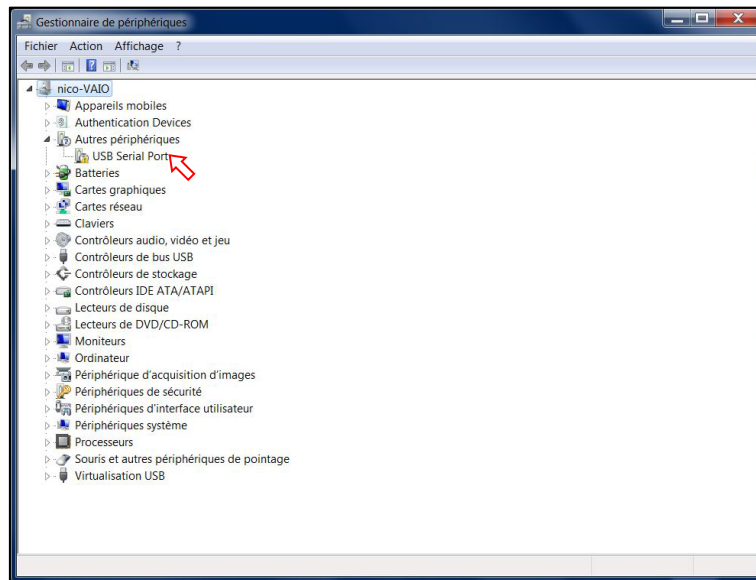 Gestionnaire de périphériques
Fichier Action Affichage ?
nico-VAIO
Appareils mobiles
Authentication Devices
Autres périphériques
USB Serial Port
Batteries
Cartes graphiques
Cartes réseau
Claviers
Contrôleurs audio, vidéo et jeu
Contrôleurs de bus USB
Contrôleurs de stockage
Contrôleurs IDE ATA/ATAPI
Lecteurs de disque
Lecteurs de DVD/CD-ROM
Moniteurs
Ordinateur
Périphérique d'acquisition d'images
Périphériques de sécurité
Périphériques d'interface utilisateur
Périphériques système
Processeurs
Souris et autres périphériques de pointage
Virtualisation USB